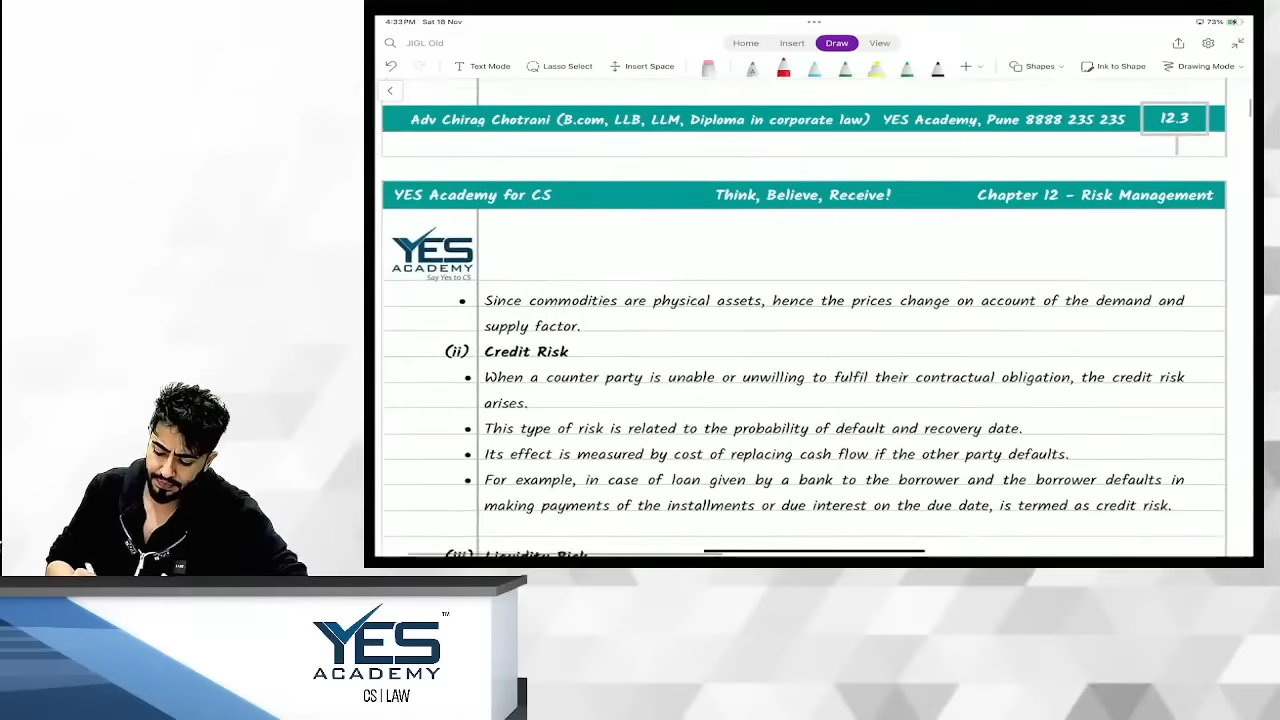 4:33 PM Sat 18 Nov
73%
JIGL Old
Home Insert Draw View
Text Mode Lasso Select Insert Space Shapes Ink to Shape Drawing Mode
Adv Chirag Chotrani (B.com, LLB, LLM, Diploma in corporate law) YES Academy, Pune 8888 235 235 12.3
YES Academy for CS Think, Believe, Receive! Chapter 12 - Risk Management
YES
ACADEMY
Say Yes to CS
• Since commodities are physical assets, hence the prices change on account of the demand and
supply factor.
(ii) Credit Risk
• When a counter party is unable or unwilling to fulfil their contractual obligation, the credit risk
arises.
• This type of risk is related to the probability of default and recovery date.
• Its effect is measured by cost of replacing cash flow if the other party defaults.
• For example, in case of loan given by a bank to the borrower and the borrower defaults in
making payments of the installments or due interest on the due date, is termed as credit risk.
(iii) Liquidity Risk
YES ™
ACADEMY
CS | LAW